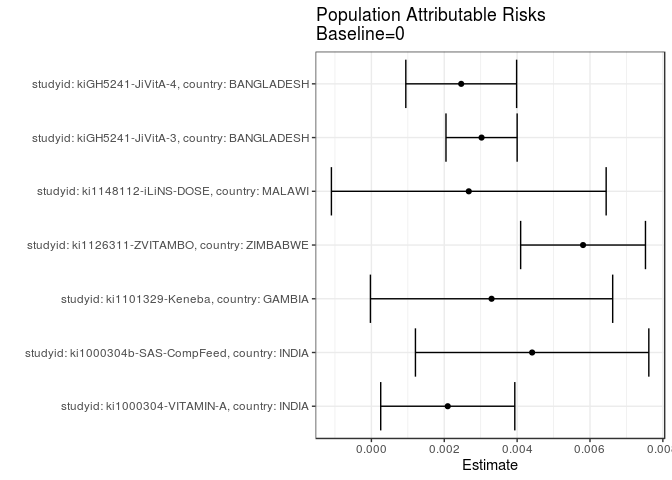 Population Attributable Risks
Baseline=0
studyid: kiGH5241-JiVitA-4, country: BANGLADESH
studyid: kiGH5241-JiVitA-3, country: BANGLADESH
studyid: ki1148112-iLiNS-DOSE, country: MALAWI
studyid: ki1126311-ZVITAMBO, country: ZIMBABWE
studyid: ki1101329-Keneba, country: GAMBIA
studyid: ki1000304b-SAS-CompFeed, country: INDIA
studyid: ki1000304-VITAMIN-A, country: INDIA
0.000 0.002 0.004 0.006
Estimate